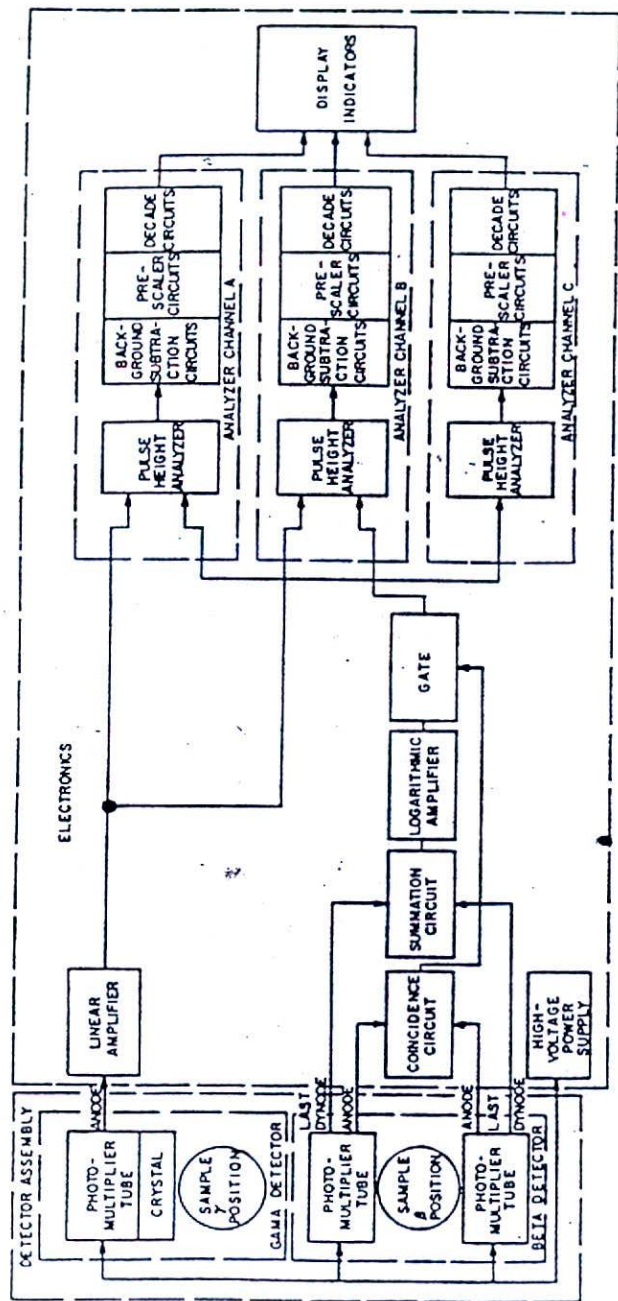 DETECTOR ASSEMBLY
PHOTO-
MULTIPLIER
TUBE
CRYSTAL
SAMPLE
γ
POSITION
GAMA DETECTOR
ANODE
LINEAR
AMPLIFIER
ELECTRONICS
PHOTO-
MULTIPLIER
TUBE
SAMPLE
β
POSITION
PHOTO-
MULTIPLIER
TUBE
BETA DETECTOR
LAST
DYNODE
ANODE
ANODE
LAST
DYNODE
COINCIDENCE
CIRCUIT
SUMMATION
CIRCUIT
LOGARITHMIC
AMPLIFIER
GATE
HIGH-
VOLTAGE
POWER
SUPPLY
PULSE
HEIGHT
ANALYZER
BACK-
GROUND
SUBTRA-
CTION
CIRCUITS
PRE-
SCALER
CIRCUITS
DECADE
CIRCUITS
ANALYZER CHANNEL A
PULSE
HEIGHT
ANALYZER
BACK-
GROUND
SUBTRA-
CTION
CIRCUITS
PRE-
SCALER
CIRCUITS
DECADE
CIRCUITS
ANALYZER CHANNEL B
PULSE
HEIGHT
ANALYZER
BACK-
GROUND
SUBTRA-
CTION
CIRCUITS
PRE-
SCALER
CIRCUITS
DECADE
CIRCUITS
ANALYZER CHANNEL C
DISPLAY
INDICATORS